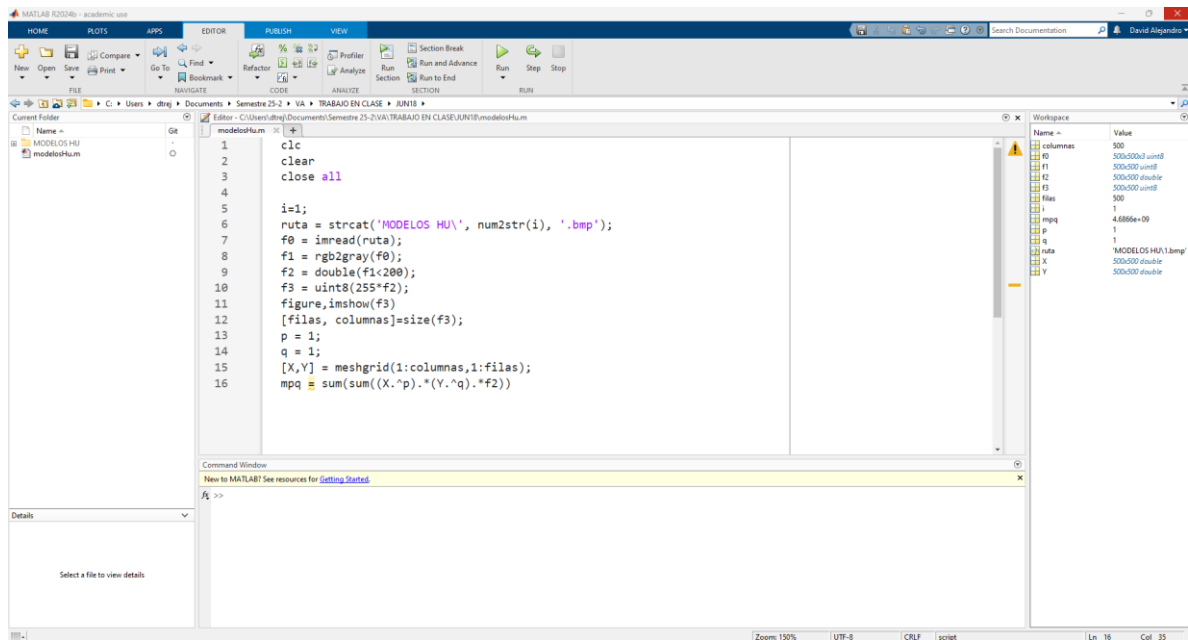 MATLAB R2024b - academic use
HOME PLOTS APPS EDITOR PUBLISH VIEW
Search Documentation
David Alejandro
New Open Save Compare Print
Go To Find Bookmark
Refactor
Profiler Analyze
Run Section
Section Break
Run and Advance
Run to End
Run Step Stop
FILE NAVIGATE CODE ANALYZE SECTION RUN
C: Users dtrej Documents Semestre 25-2 VA TRABAJO EN CLASE JUN18
Current Folder
Name Git
MODELOS HU
modelosHu.m
Editor - C:\Users\dtrej\Documents\Semestre 25-2\VA\TRABAJO EN CLASE\JUN18\modelosHu.m
modelosHu.m
1 clc
2 clear
3 close all
4
5 i=1;
6 ruta = strcat('MODELOS HU\', num2str(i), '.bmp');
7 f0 = imread(ruta);
8 f1 = rgb2gray(f0);
9 f2 = double(f1<200);
10 f3 = uint8(255*f2);
11 figure,imshow(f3)
12 [filas, columnas]=size(f3);
13 p = 1;
14 q = 1;
15 [X,Y] = meshgrid(1:columnas,1:filas);
16 mpq = sum(sum((X.^p).*(Y.^q).*f2))
Workspace
Name Value
columnas 500
f0 500x500x3 uint8
f1 500x500 uint8
f2 500x500 double
f3 500x500 uint8
filas 500
i 1
mpq 4.6866e+09
p 1
q 1
ruta 'MODELOS HU\1.bmp'
X 500x500 double
Y 500x500 double
Command Window
New to MATLAB? See resources for Getting Started.
fx >>
Details
Select a file to view details
Zoom: 150% UTF-8 CRLF script Ln 16 Col 35